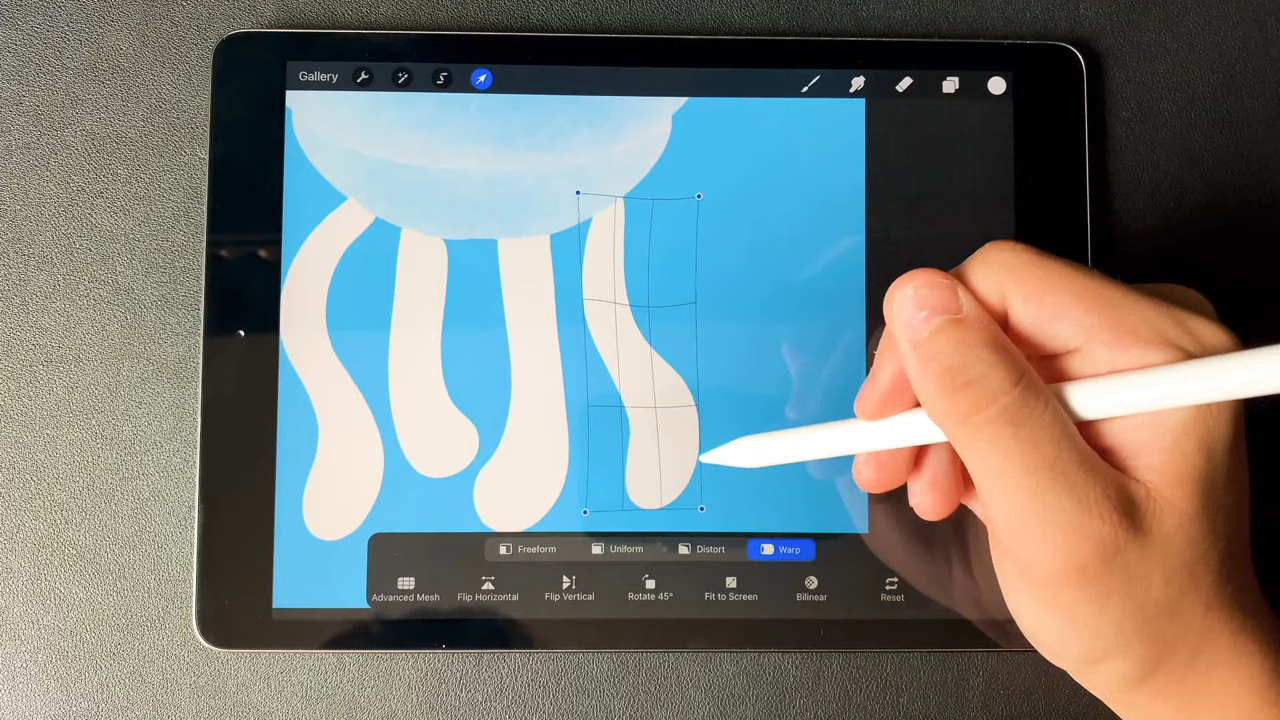 Gallery
Freeform Uniform Distort Warp
Advanced Mesh Flip Horizontal Flip Vertical Rotate 45° Fit to Screen Bilinear Reset